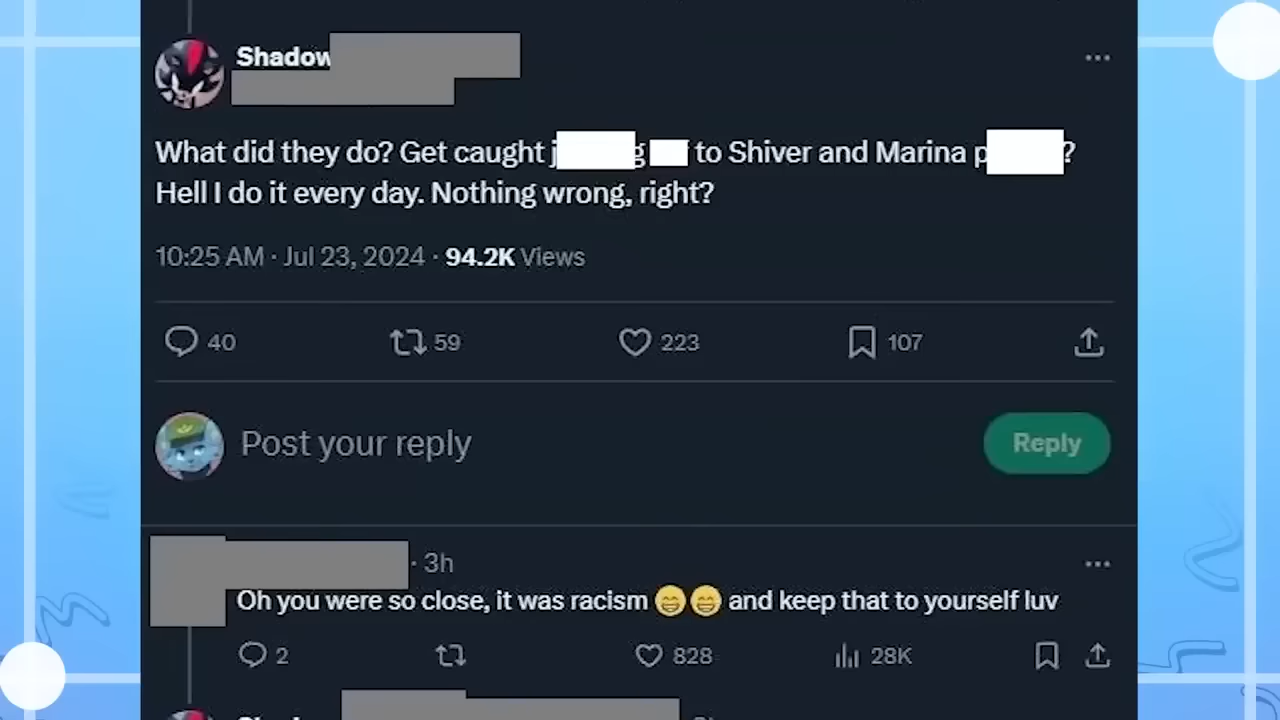 Shadow
What did they do? Get caught j g to Shiver and Marina p ?
Hell I do it every day. Nothing wrong, right?
10:25 AM · Jul 23, 2024 · 94.2K Views
40 59 223 107
Post your reply
Reply
· 3h
Oh you were so close, it was racism 😁😁 and keep that to yourself luv
2 828 28K